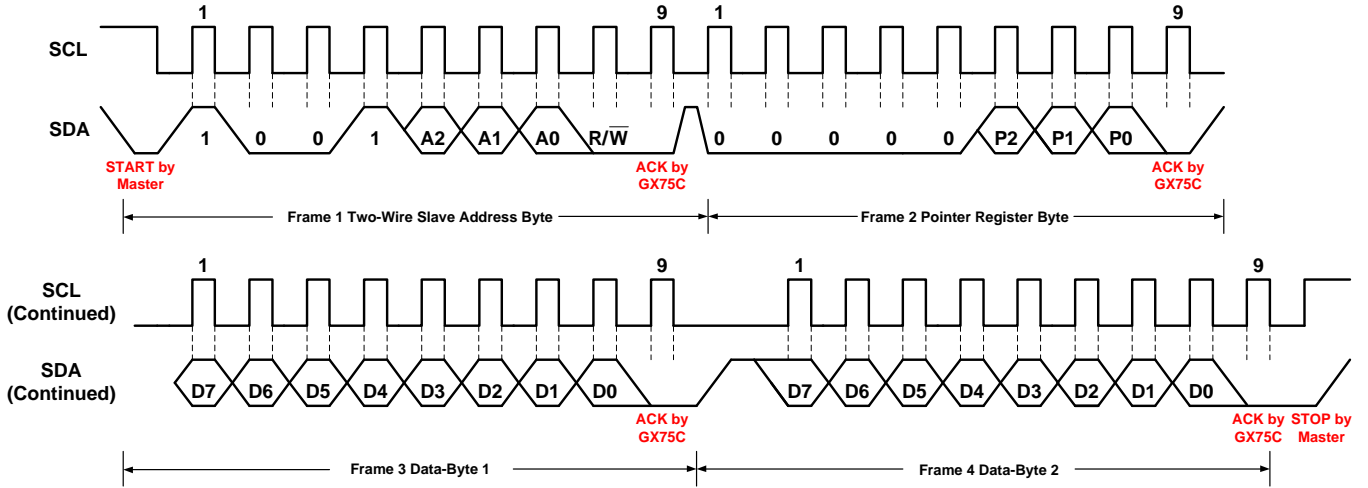 1 9 1 9
SCL
SDA
1 0 0 1 A2 A1 A0 R/W̅ 0 0 0 0 0 P2 P1 P0
START by
Master
ACK by
GX75C
ACK by
GX75C
Frame 1 Two-Wire Slave Address Byte
Frame 2 Pointer Register Byte
1 9 1 9
SCL
(Continued)
SDA
(Continued)
D7 D6 D5 D4 D3 D2 D1 D0 D7 D6 D5 D4 D3 D2 D1 D0
ACK by
GX75C
ACK by
GX75C
STOP by
Master
Frame 3 Data-Byte 1
Frame 4 Data-Byte 2